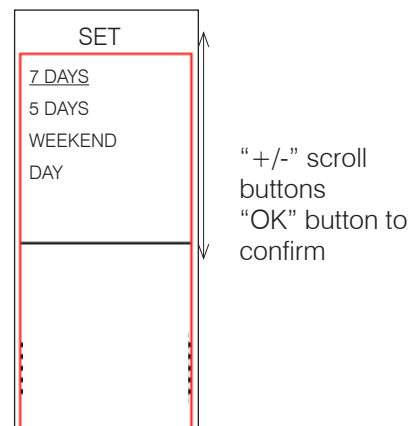 SET
7 DAYS
5 DAYS
WEEKEND
DAY
“+/-” scroll
buttons
“OK” button to
confirm